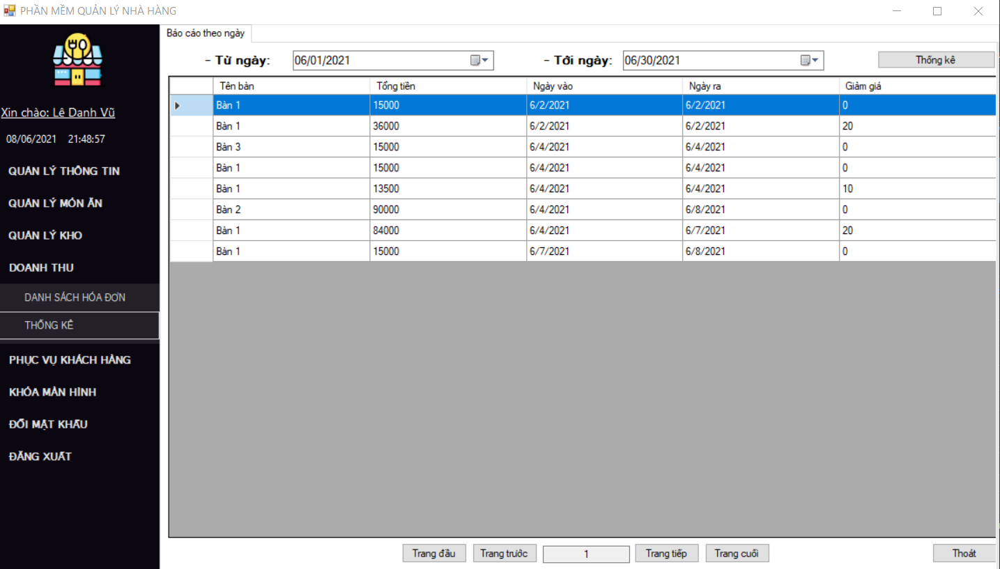 PHẦN MỀM QUẢN LÝ NHÀ HÀNG
Xin chào: Lê Danh Vũ
08/06/2021 21:48:57
QUẢN LÝ THÔNG TIN
QUẢN LÝ MÓN ĂN
QUẢN LÝ KHO
DOANH THU
DANH SÁCH HÓA ĐƠN
THỐNG KÊ
PHỤC VỤ KHÁCH HÀNG
KHÓA MÀN HÌNH
ĐỔI MẬT KHẨU
ĐĂNG XUẤT
Báo cáo theo ngày
- Từ ngày: 06/01/2021 - Tới ngày: 06/30/2021 Thống kê
Tên bàn Tổng tiền Ngày vào Ngày ra Giảm giá
Bàn 1 15000 6/2/2021 6/2/2021 0
Bàn 1 36000 6/2/2021 6/2/2021 20
Bàn 3 15000 6/4/2021 6/4/2021 0
Bàn 1 15000 6/4/2021 6/4/2021 0
Bàn 1 13500 6/4/2021 6/4/2021 10
Bàn 2 90000 6/4/2021 6/8/2021 0
Bàn 1 84000 6/4/2021 6/7/2021 20
Bàn 1 15000 6/7/2021 6/8/2021 0
Trang đầu Trang trước 1 Trang tiếp Trang cuối Thoát